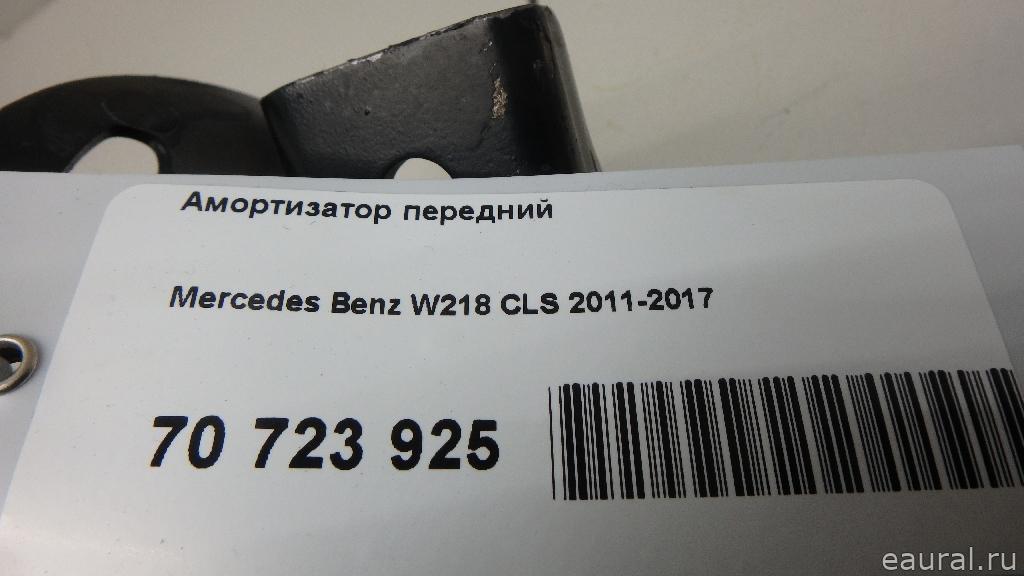 Амортизатор передний
Mercedes Benz W218 CLS 2011-2017
70 723 925
eaural.ru